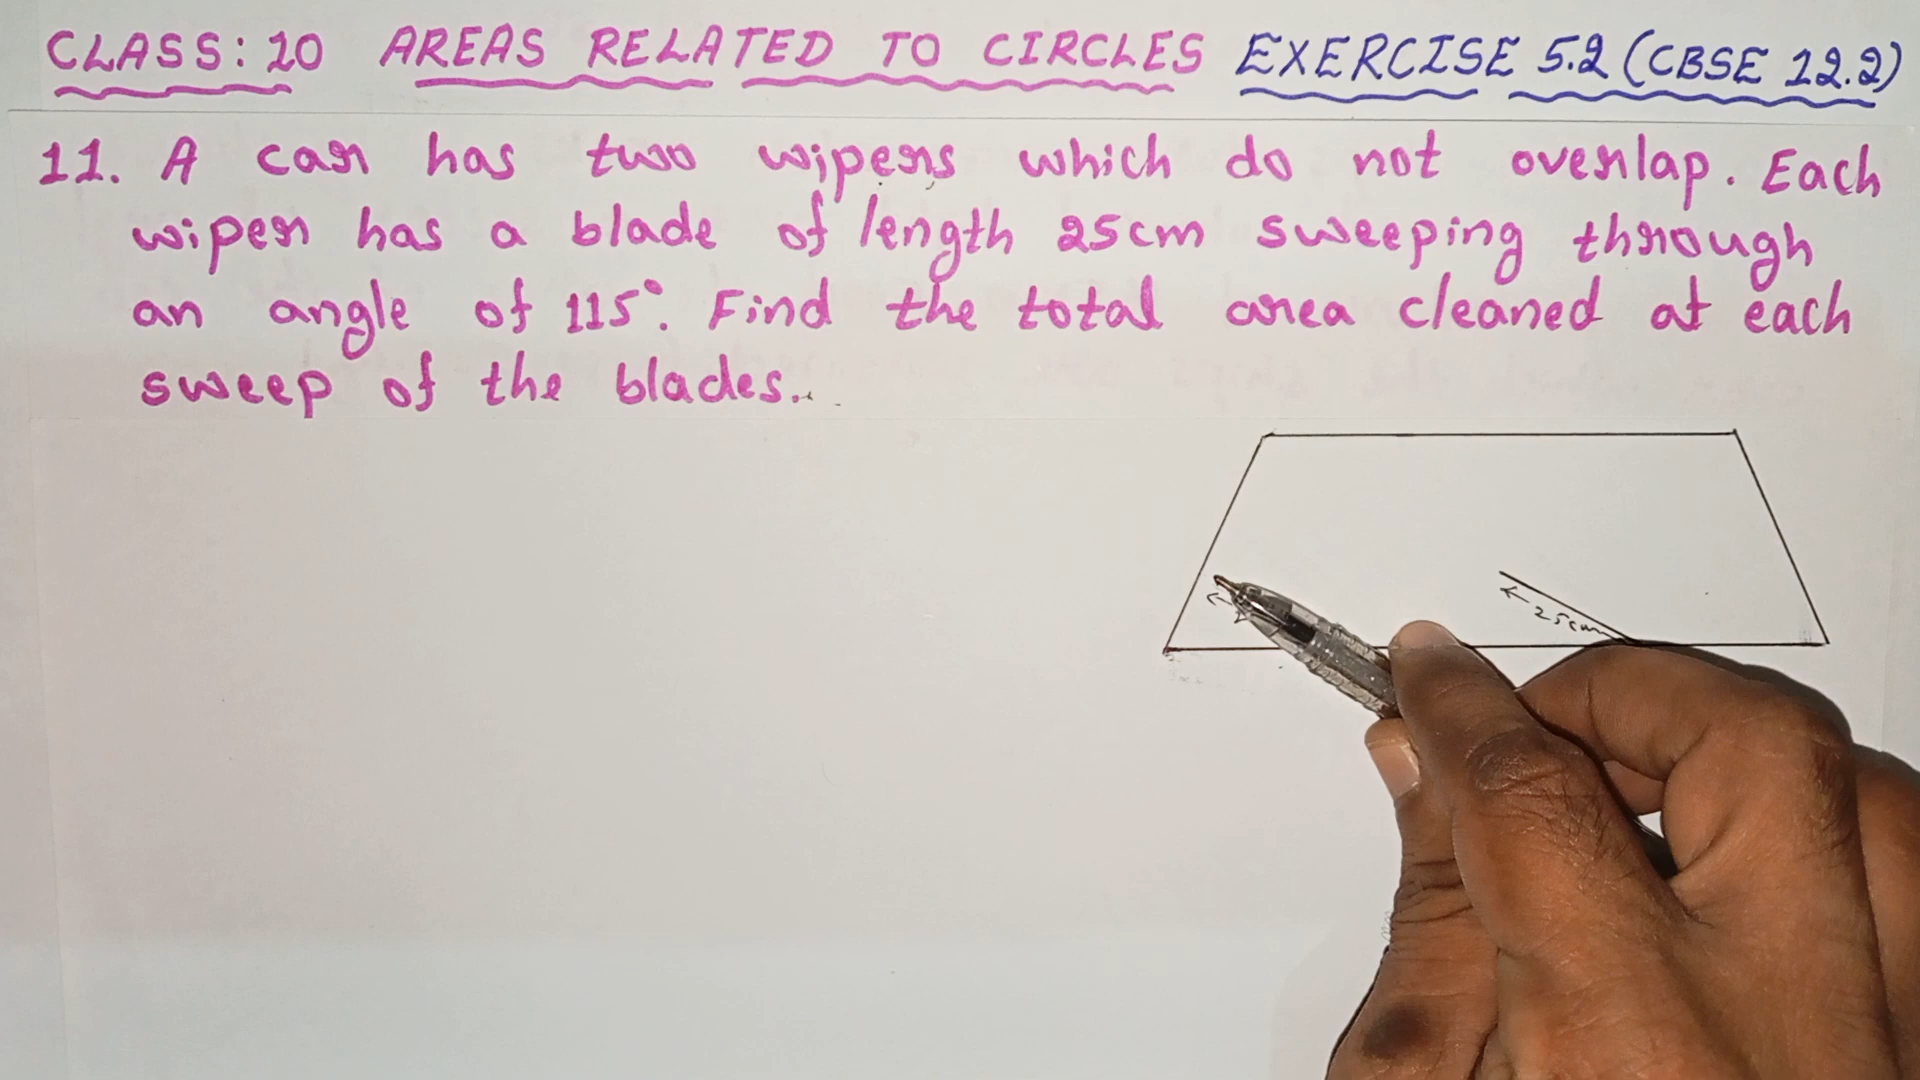 CLASS: 10 AREAS RELATED TO CIRCLES EXERCISE 5.2 (CBSE 12.2)
11. A car has two wipers which do not overlap. Each
wiper has a blade of length 25cm sweeping through
an angle of 115°. Find the total area cleaned at each
sweep of the blades.
25cm